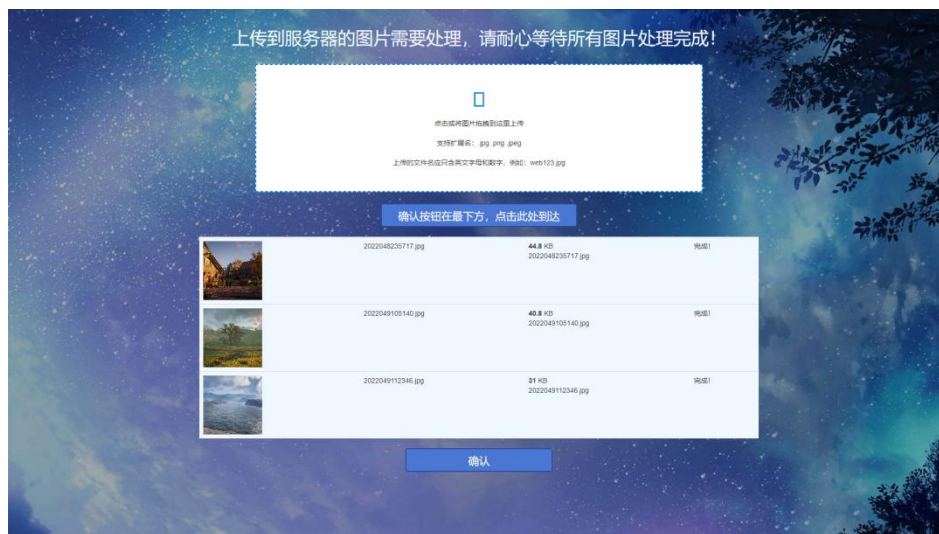 上传到服务器的图片需要处理，请耐心等待所有图片处理完成！
点击或将图片拖拽到这里上传
支持扩展名： .jpg .png .jpeg
上传的文件名应只含英文字母和数字，例如：web123.jpg
确认按钮在最下方，点击此处到达
2022048235717.jpg 44.8 KB 完成！
2022048235717.jpg
2022049105140.jpg 40.8 KB 完成！
2022049105140.jpg
2022049112346.jpg 31 KB 完成！
2022049112346.jpg
确认